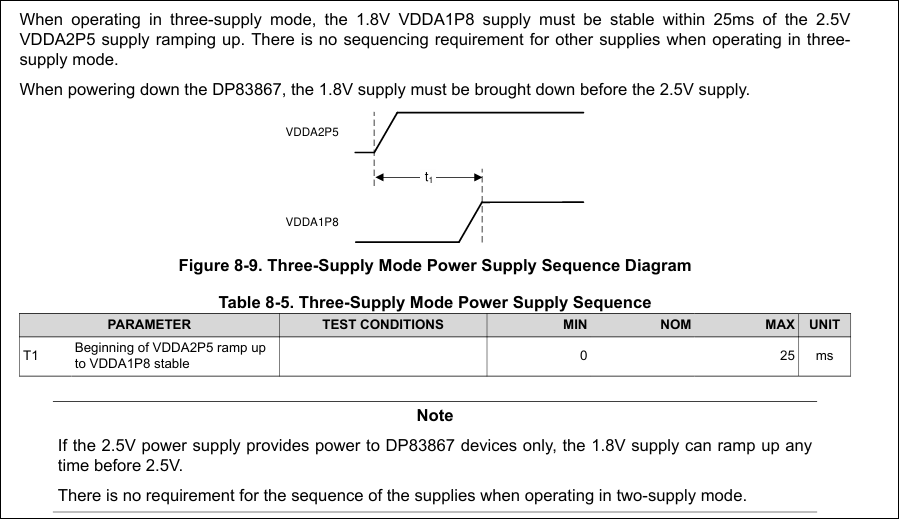 When operating in three-supply mode, the 1.8V VDDA1P8 supply must be stable within 25ms of the 2.5V
VDDA2P5 supply ramping up. There is no sequencing requirement for other supplies when operating in three-
supply mode.
When powering down the DP83867, the 1.8V supply must be brought down before the 2.5V supply.
VDDA2P5
t1
VDDA1P8
Figure 8-9. Three-Supply Mode Power Supply Sequence Diagram
Table 8-5. Three-Supply Mode Power Supply Sequence
PARAMETER TEST CONDITIONS MIN NOM MAX UNIT
T1 Beginning of VDDA2P5 ramp up 0 25 ms
to VDDA1P8 stable
Note
If the 2.5V power supply provides power to DP83867 devices only, the 1.8V supply can ramp up any
time before 2.5V.
There is no requirement for the sequence of the supplies when operating in two-supply mode.